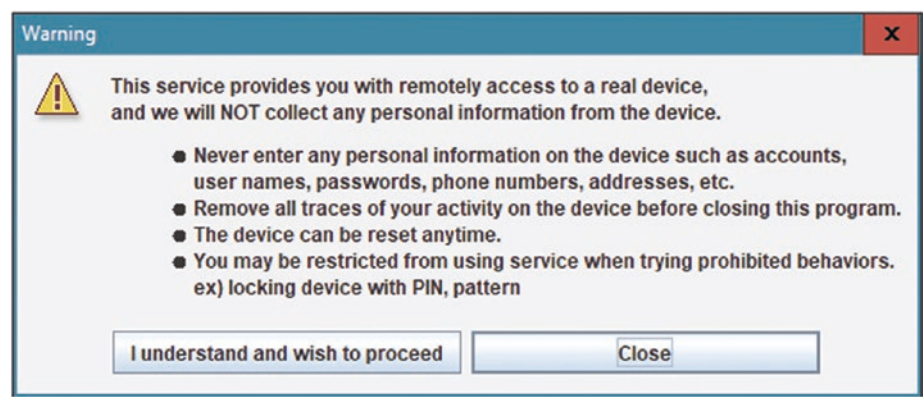 Warning
This service provides you with remotely access to a real device,
and we will NOT collect any personal information from the device.
● Never enter any personal information on the device such as accounts,
user names, passwords, phone numbers, addresses, etc.
● Remove all traces of your activity on the device before closing this program.
● The device can be reset anytime.
● You may be restricted from using service when trying prohibited behaviors.
ex) locking device with PIN, pattern
I understand and wish to proceed
Close